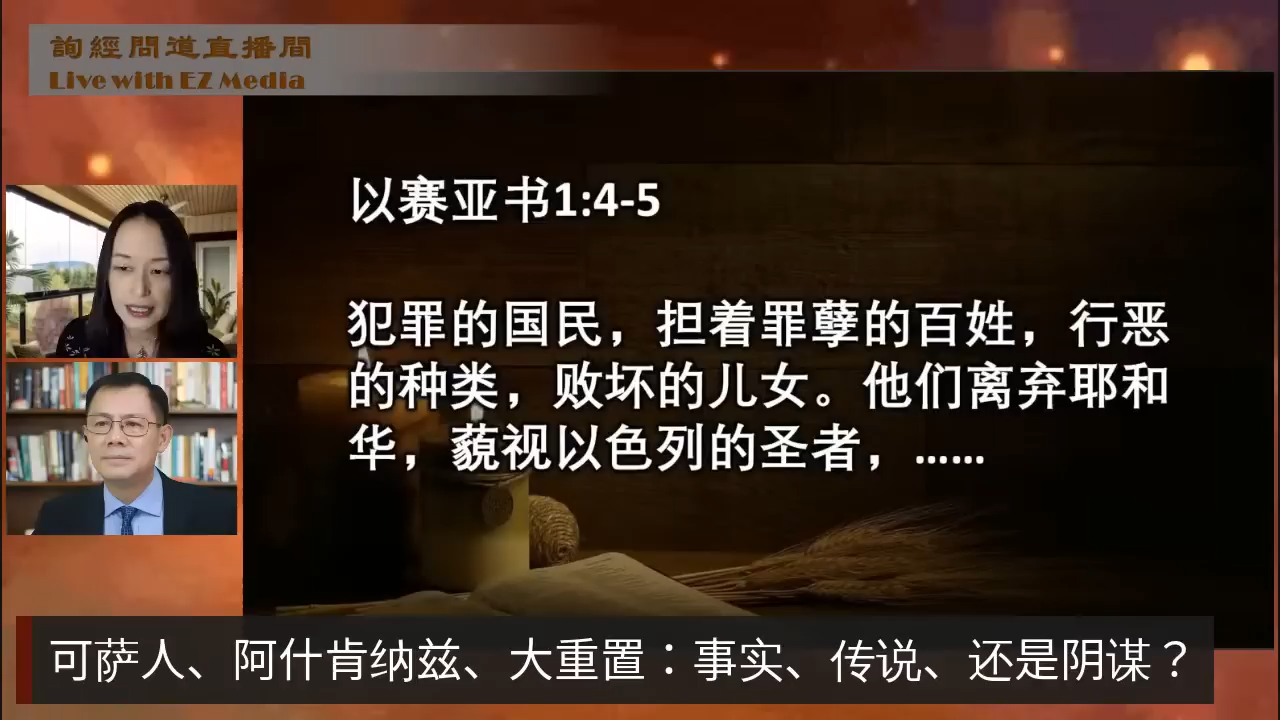 詢經問道直播間
Live with EZ Media
以赛亚书1:4-5
犯罪的国民，担着罪孽的百姓，行恶
的种类，败坏的儿女。他们离弃耶和
华，藐视以色列的圣者，……
可萨人、阿什肯纳兹、大重置：事实、传说、还是阴谋？